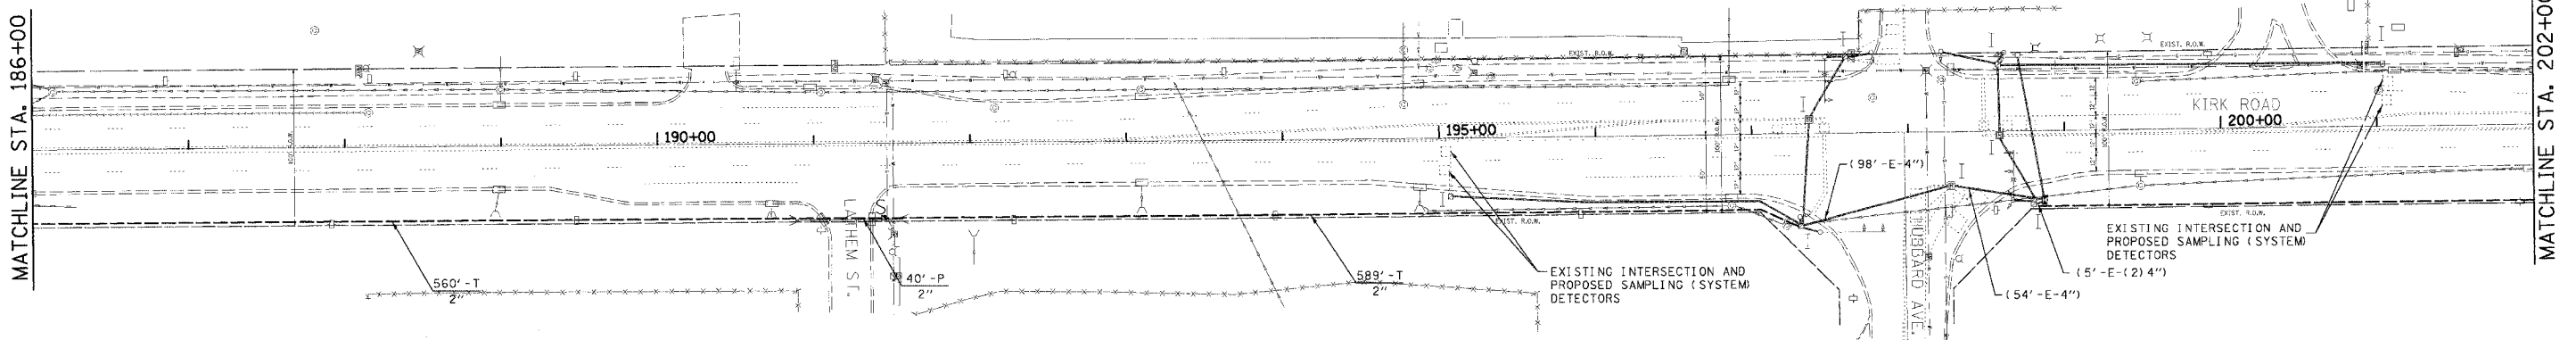 MATCHLINE STA. 186+00
EXIST. R.O.W.
EXIST. R.O.W.
KIRK ROAD
190+00
195+00
200+00
(98'-E-4")
100' R.O.W.
LATHEM ST.
EXIST. R.O.W.
EXIST. R.O.W.
HUBBARD AVE.
560'-T
2"
40'-P
2"
589'-T
2"
EXISTING INTERSECTION AND
PROPOSED SAMPLING (SYSTEM)
DETECTORS
EXISTING INTERSECTION AND
PROPOSED SAMPLING (SYSTEM)
DETECTORS
(5'-E-(2)4")
(54'-E-4")
MATCHLINE STA. 202+00